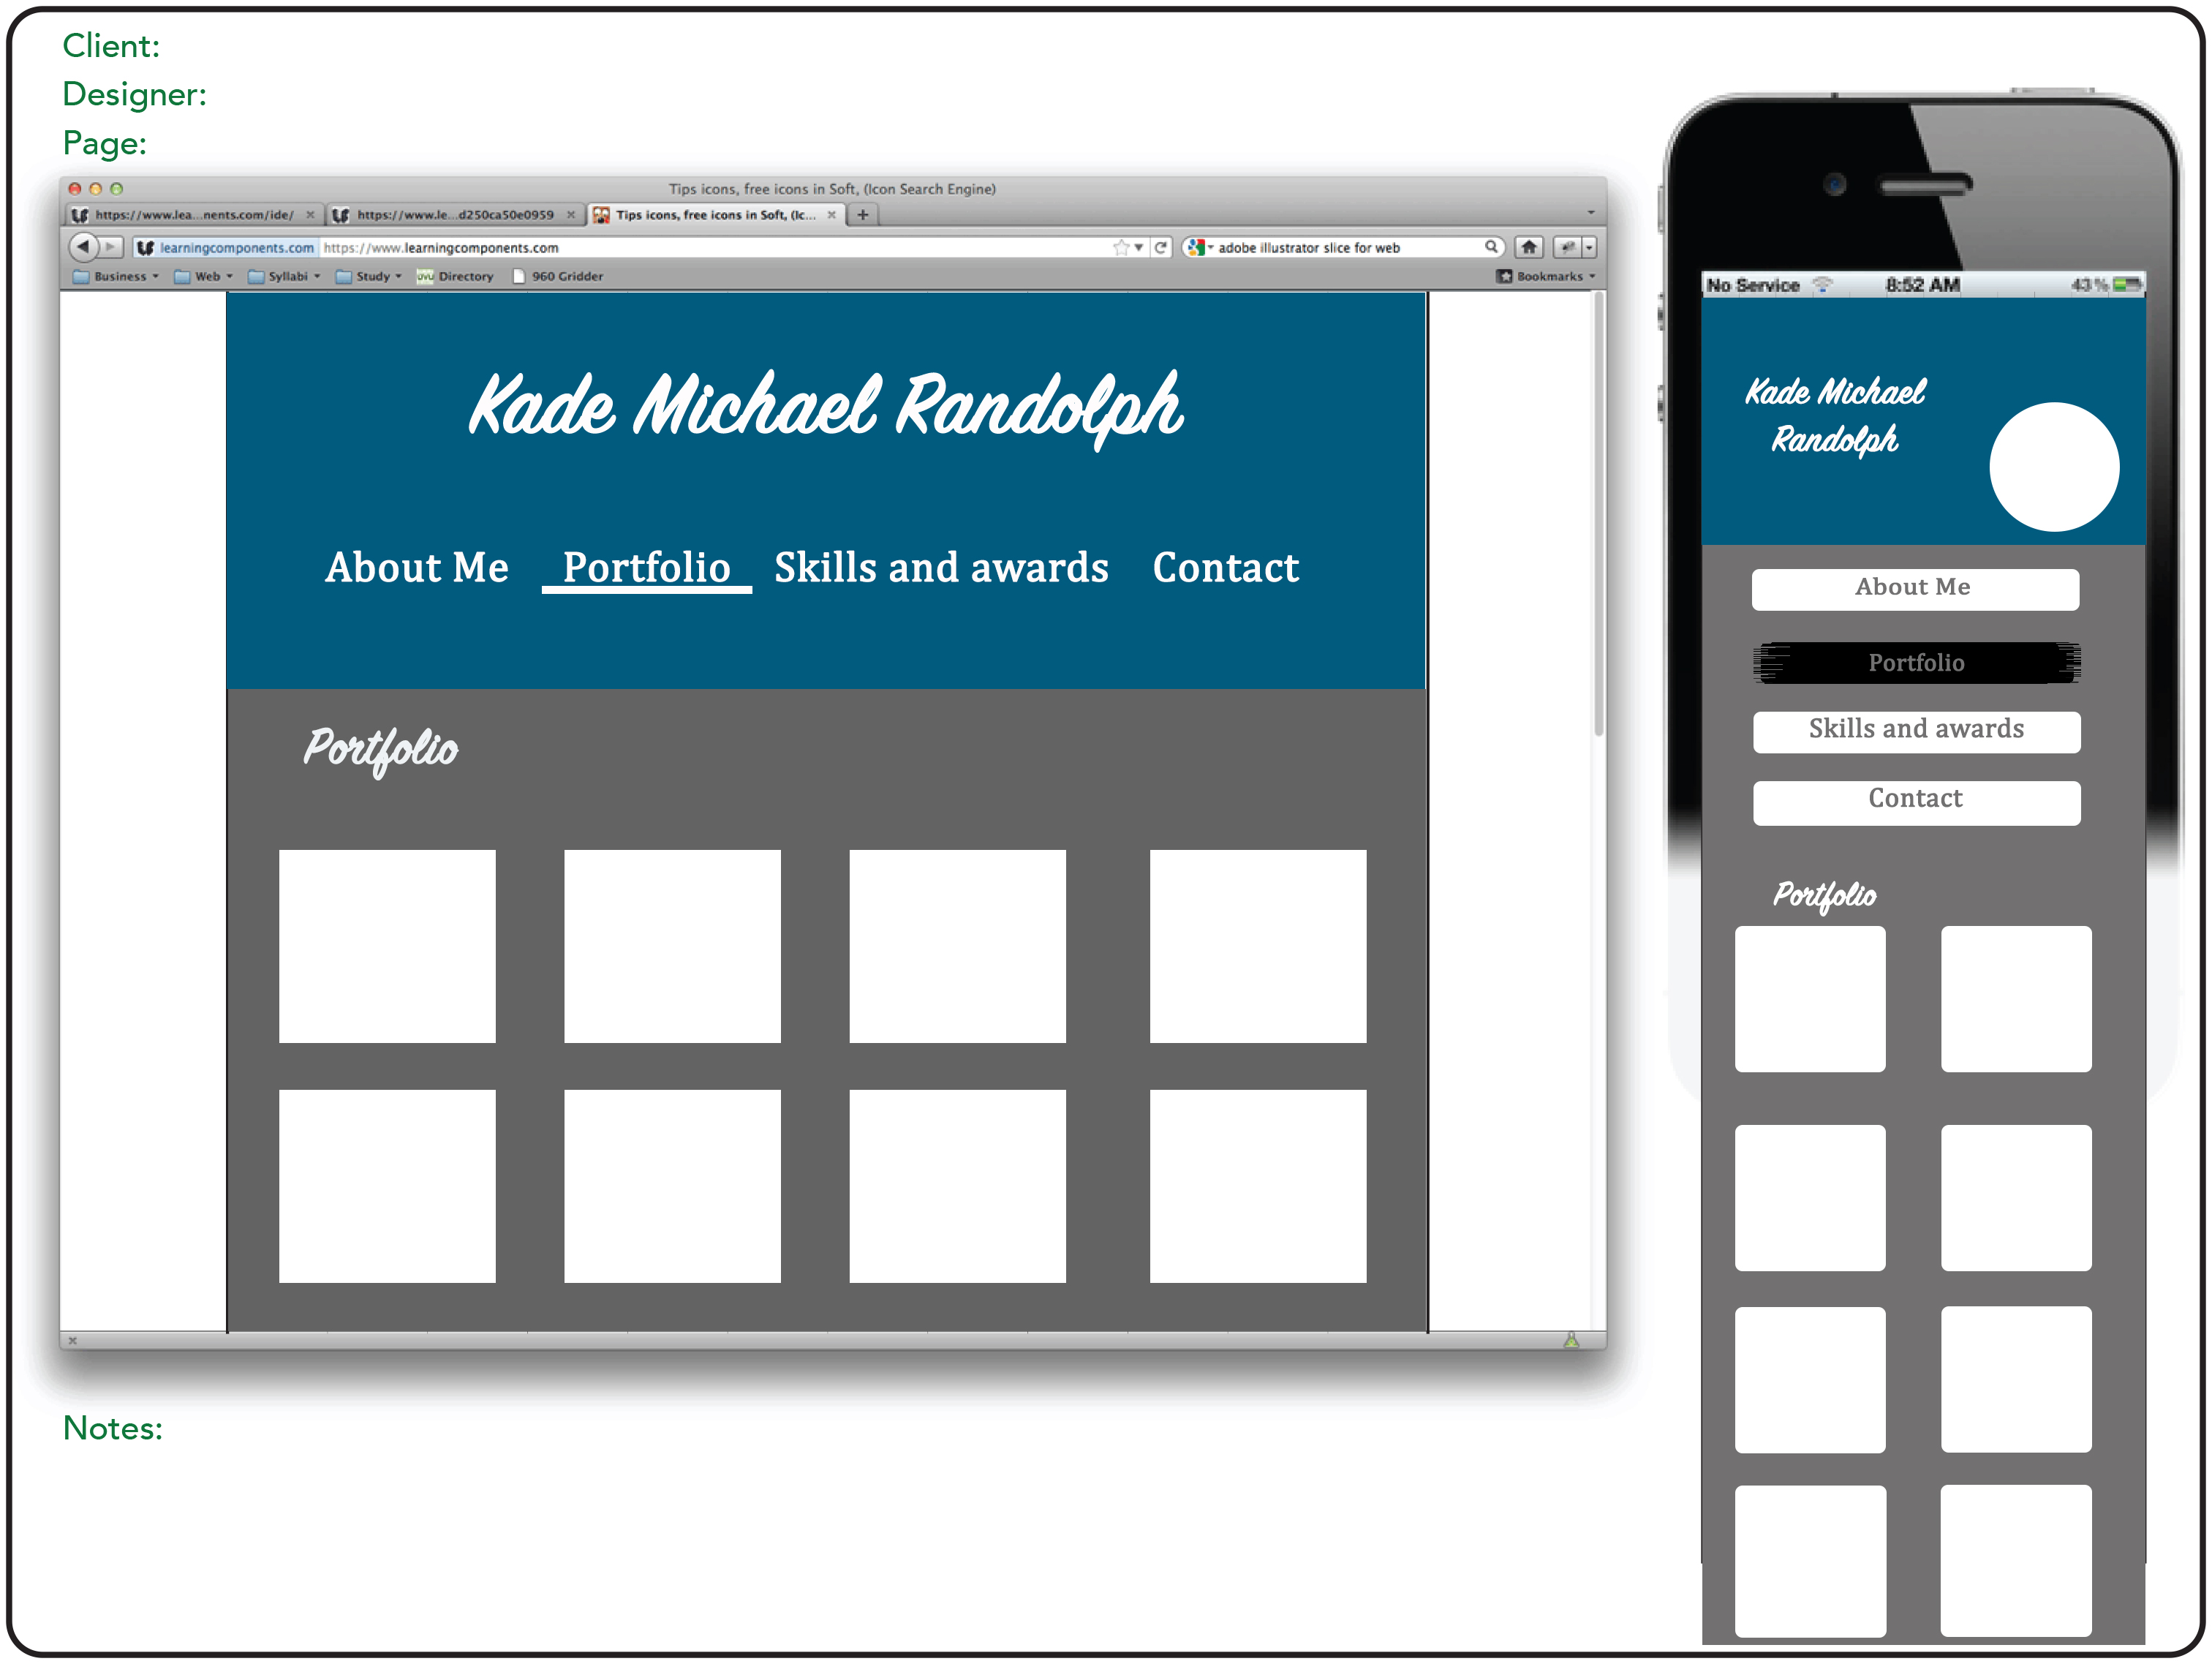 Client:
Designer:
Page:
Tips icons, free icons in Soft, (Icon Search Engine)
https://www.lea...nents.com/ide/
https://www.le...d250ca50e0959
Tips icons, free icons in Soft, (Ic...
learningcomponents.com
https://www.learningcomponents.com
adobe illustrator slice for web
Business
Web
Syllabi
Study
UVU Directory
960 Gridder
Bookmarks
Kade Michael Randolph
About Me Portfolio Skills and awards Contact
Portfolio
Notes:
No Service 8:52 AM 43%
Kade Michael
Randolph
About Me
Portfolio
Skills and awards
Contact
Portfolio